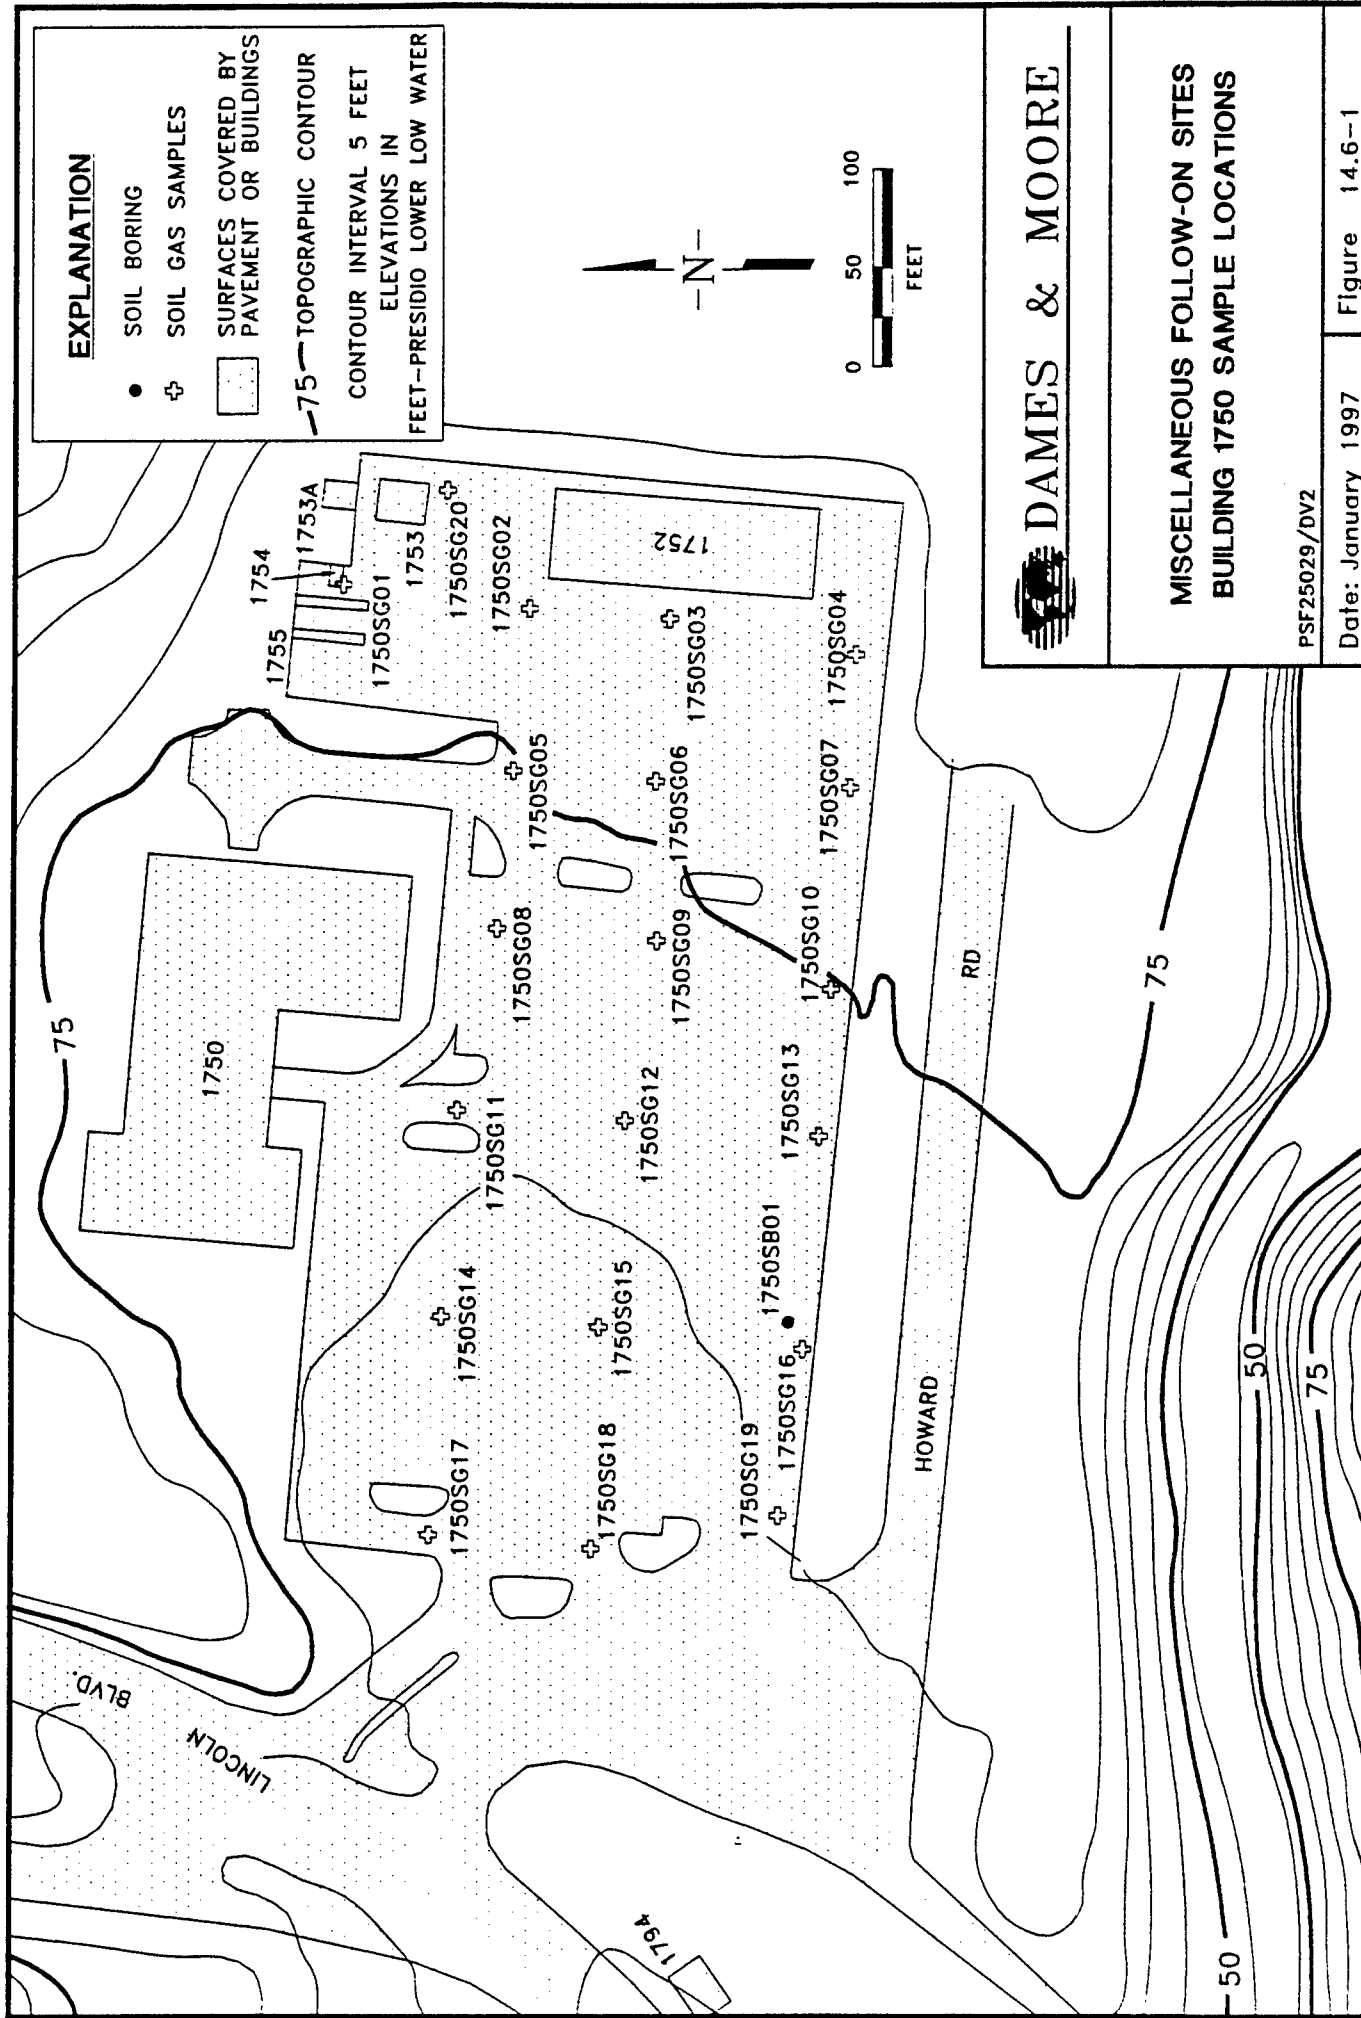 EXPLANATION
SOIL BORING
SOIL GAS SAMPLES
SURFACES COVERED BY
PAVEMENT OR BUILDINGS
75 TOPOGRAPHIC CONTOUR
CONTOUR INTERVAL 5 FEET
ELEVATIONS IN
FEET-PRESIDIO LOWER LOW WATER
-N-
0 50 100
FEET
DAMES & MOORE
MISCELLANEOUS FOLLOW-ON SITES
BUILDING 1750 SAMPLE LOCATIONS
PSF25029/DV2
Date: January 1997
Figure 14.6-1
LINCOLN
BLVD.
75
1750
1755
1754
1753A
1753
1750SG01
1750SG20
1750SG02
1752
1750SG17
1750SG14
1750SG11
1750SG08
1750SG05
1750SG18
1750SG15
1750SG12
1750SG09
1750SG06
1750SG03
1750SG19
1750SG16
1750SB01
1750SG13
1750SG10
1750SG07
1750SG04
1794
HOWARD
RD
75
50
50
75